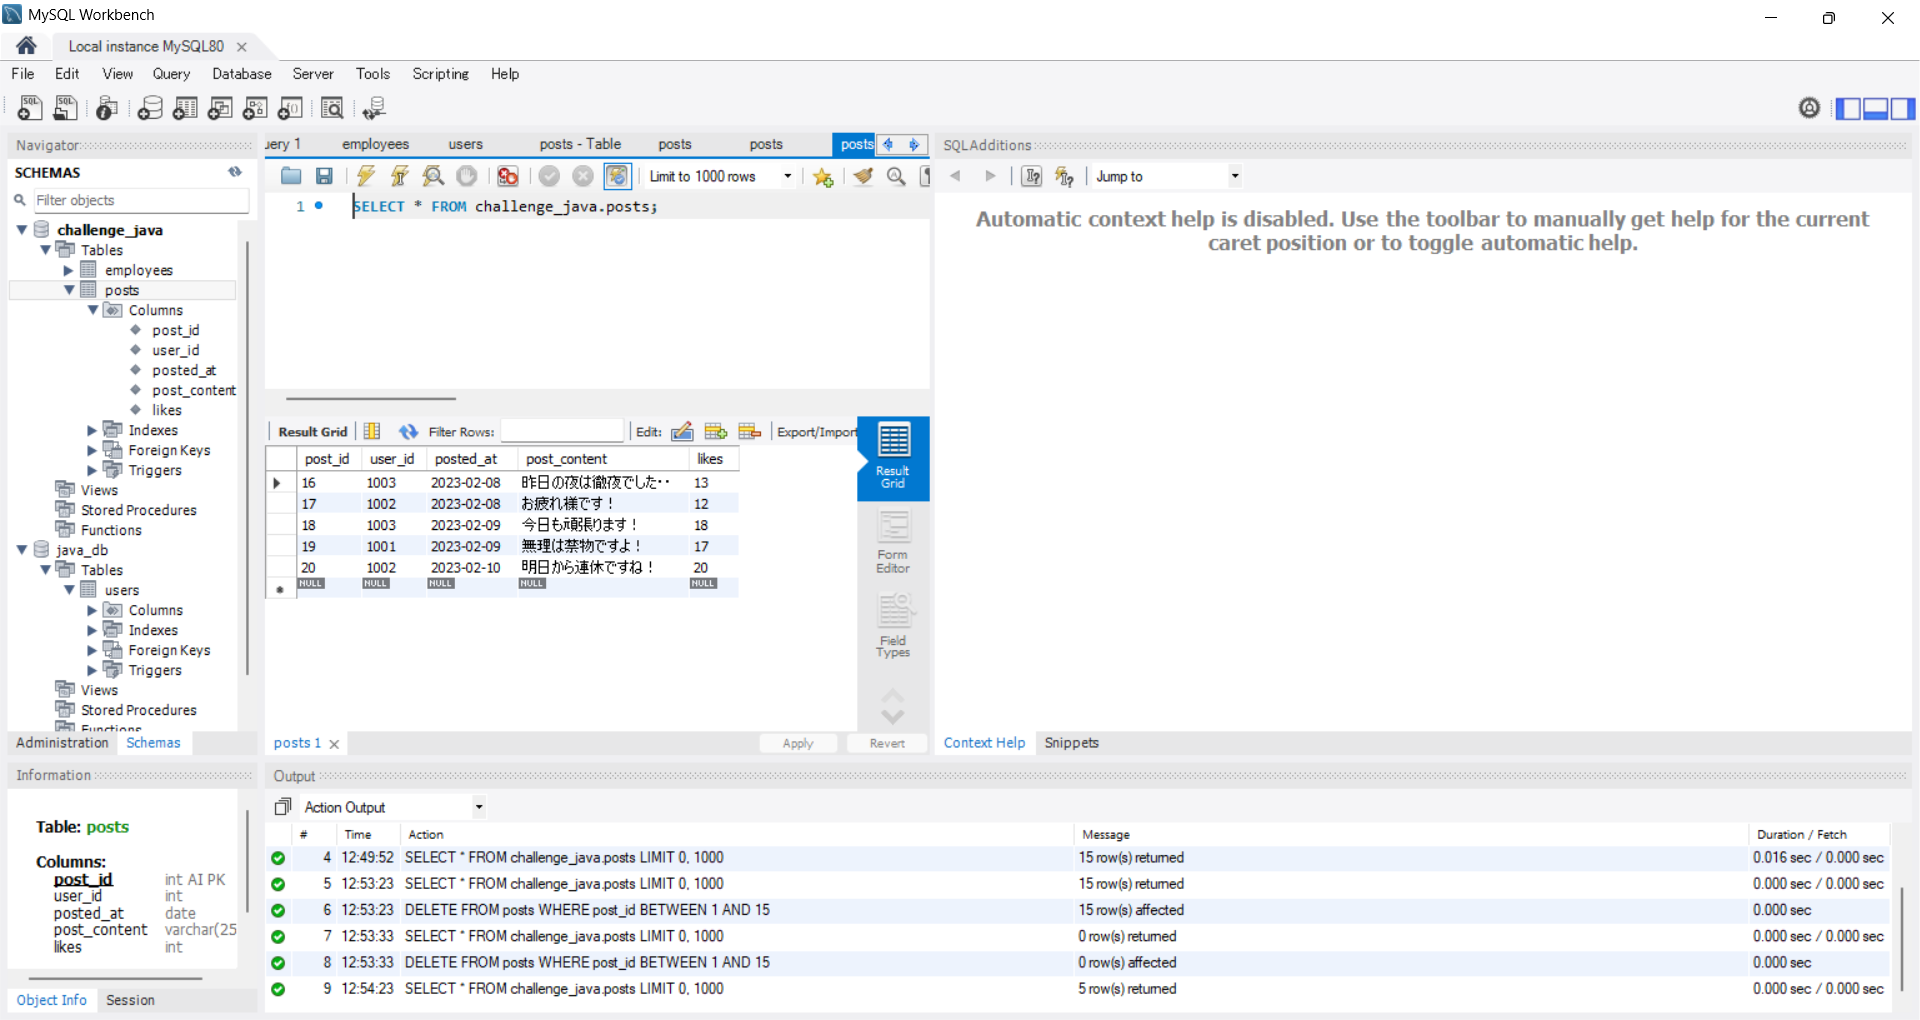 MySQL Workbench
Local instance MySQL80
File Edit View Query Database Server Tools Scripting Help
Navigator
SCHEMAS
Filter objects
challenge_java
Tables
employees
posts
Columns
post_id
user_id
posted_at
post_content
likes
Indexes
Foreign Keys
Triggers
Views
Stored Procedures
Functions
java_db
Tables
users
Columns
Indexes
Foreign Keys
Triggers
Views
Stored Procedures
Functions
Administration Schemas
Information
Table: posts
Columns:
post_id int AI PK
user_id int
posted_at date
post_content varchar(25
likes int
Object Info Session
uery 1 employees users posts - Table posts posts posts
Limit to 1000 rows
1 SELECT * FROM challenge_java.posts;
Result Grid Filter Rows: Edit: Export/Import
post_id user_id posted_at post_content likes
16 1003 2023-02-08 昨日の夜は徹夜でした・・ 13
17 1002 2023-02-08 お疲れ様です！ 12
18 1003 2023-02-09 今日も頑張ります！ 18
19 1001 2023-02-09 無理は禁物ですよ！ 17
20 1002 2023-02-10 明日から連休ですね！ 20
NULL NULL NULL NULL NULL
Result
Grid
Form
Editor
Field
Types
posts 1 Apply Revert
SQLAdditions
Jump to
Automatic context help is disabled. Use the toolbar to manually get help for the current
caret position or to toggle automatic help.
Context Help Snippets
Output
Action Output
# Time Action Message Duration / Fetch
4 12:49:52 SELECT * FROM challenge_java.posts LIMIT 0, 1000 15 row(s) returned 0.016 sec / 0.000 sec
5 12:53:23 SELECT * FROM challenge_java.posts LIMIT 0, 1000 15 row(s) returned 0.000 sec / 0.000 sec
6 12:53:23 DELETE FROM posts WHERE post_id BETWEEN 1 AND 15 15 row(s) affected 0.000 sec
7 12:53:33 SELECT * FROM challenge_java.posts LIMIT 0, 1000 0 row(s) returned 0.000 sec / 0.000 sec
8 12:53:33 DELETE FROM posts WHERE post_id BETWEEN 1 AND 15 0 row(s) affected 0.000 sec
9 12:54:23 SELECT * FROM challenge_java.posts LIMIT 0, 1000 5 row(s) returned 0.000 sec / 0.000 sec